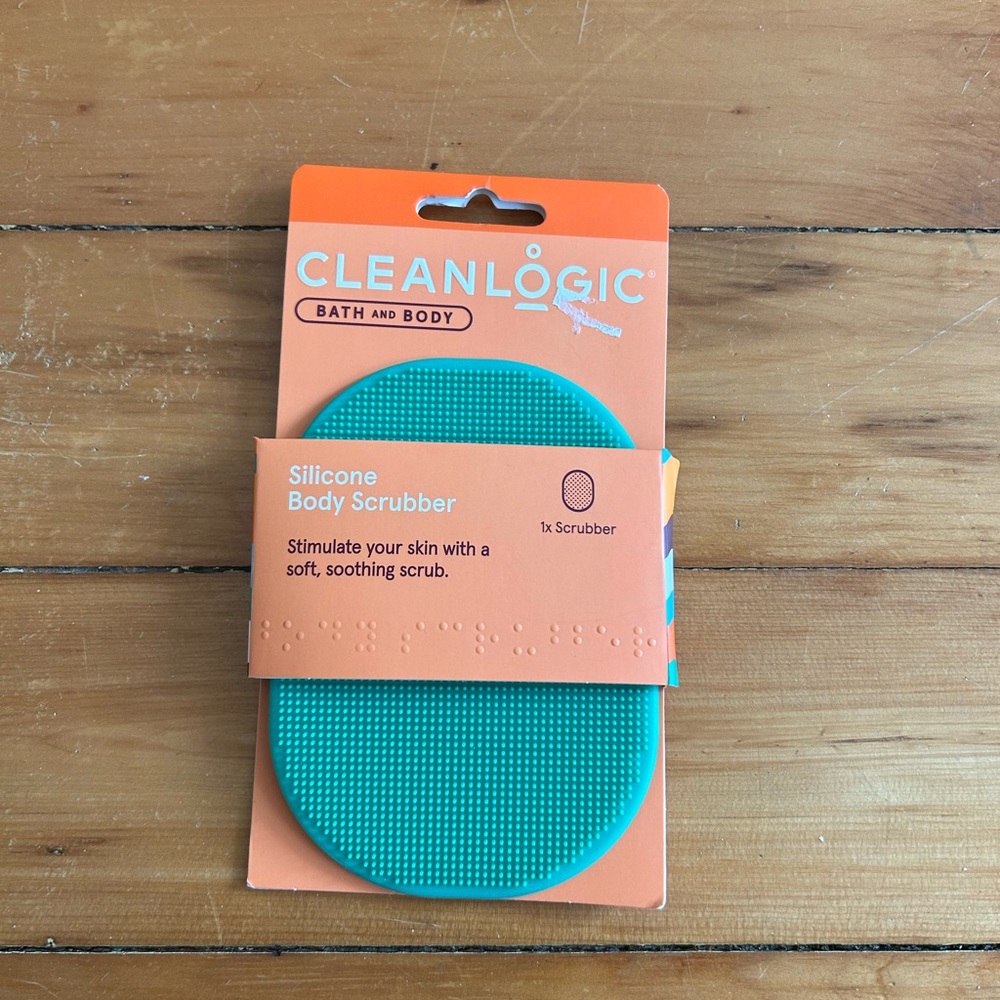 CLEANLOGIC®
BATH AND BODY
Silicone
Body Scrubber
1x Scrubber
Stimulate your skin with a
soft, soothing scrub.